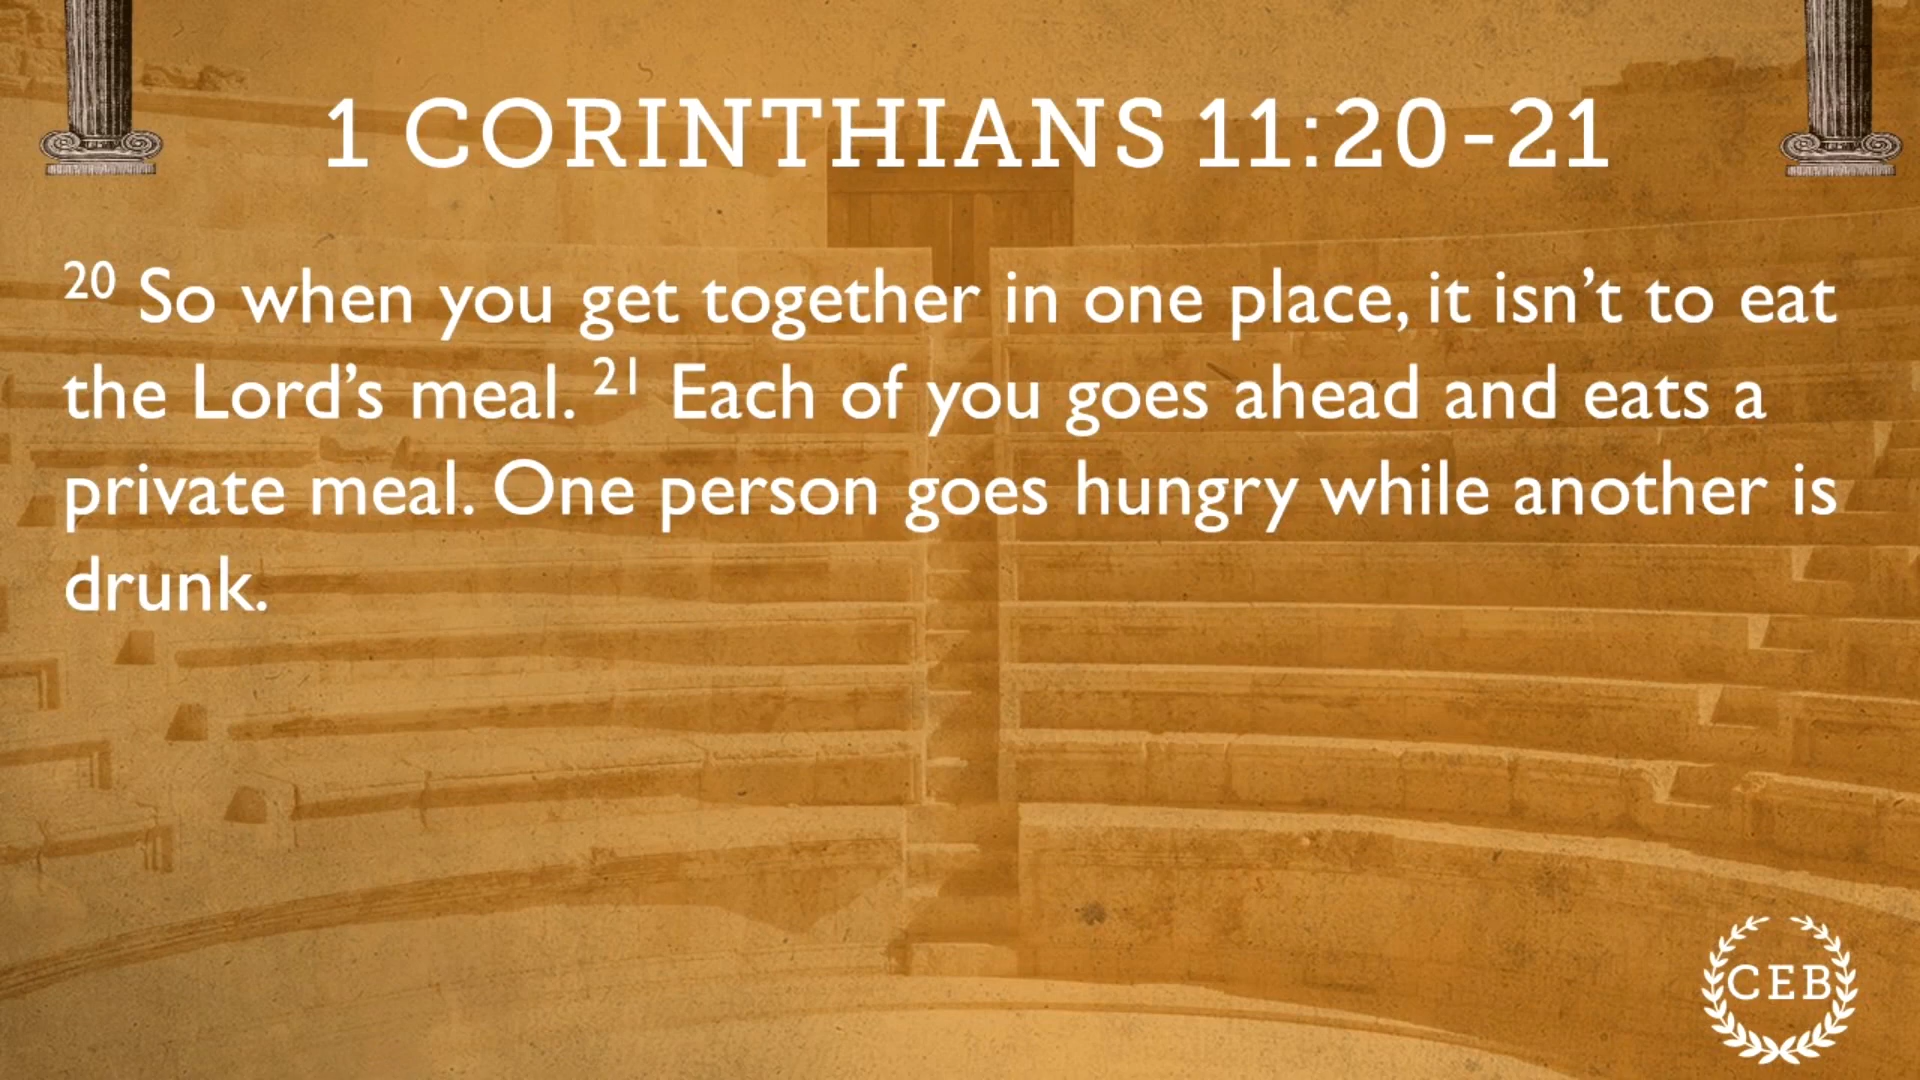 1 CORINTHIANS 11:20-21
20 So when you get together in one place, it isn’t to eat
the Lord’s meal. 21 Each of you goes ahead and eats a
private meal. One person goes hungry while another is
drunk.
CEB